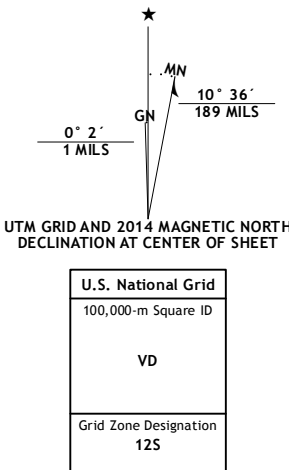 MN
GN
10° 36´
189 MILS
0° 2´
1 MILS
UTM GRID AND 2014 MAGNETIC NORTH
DECLINATION AT CENTER OF SHEET
U.S. National Grid
100,000-m Square ID
VD
Grid Zone Designation
12S